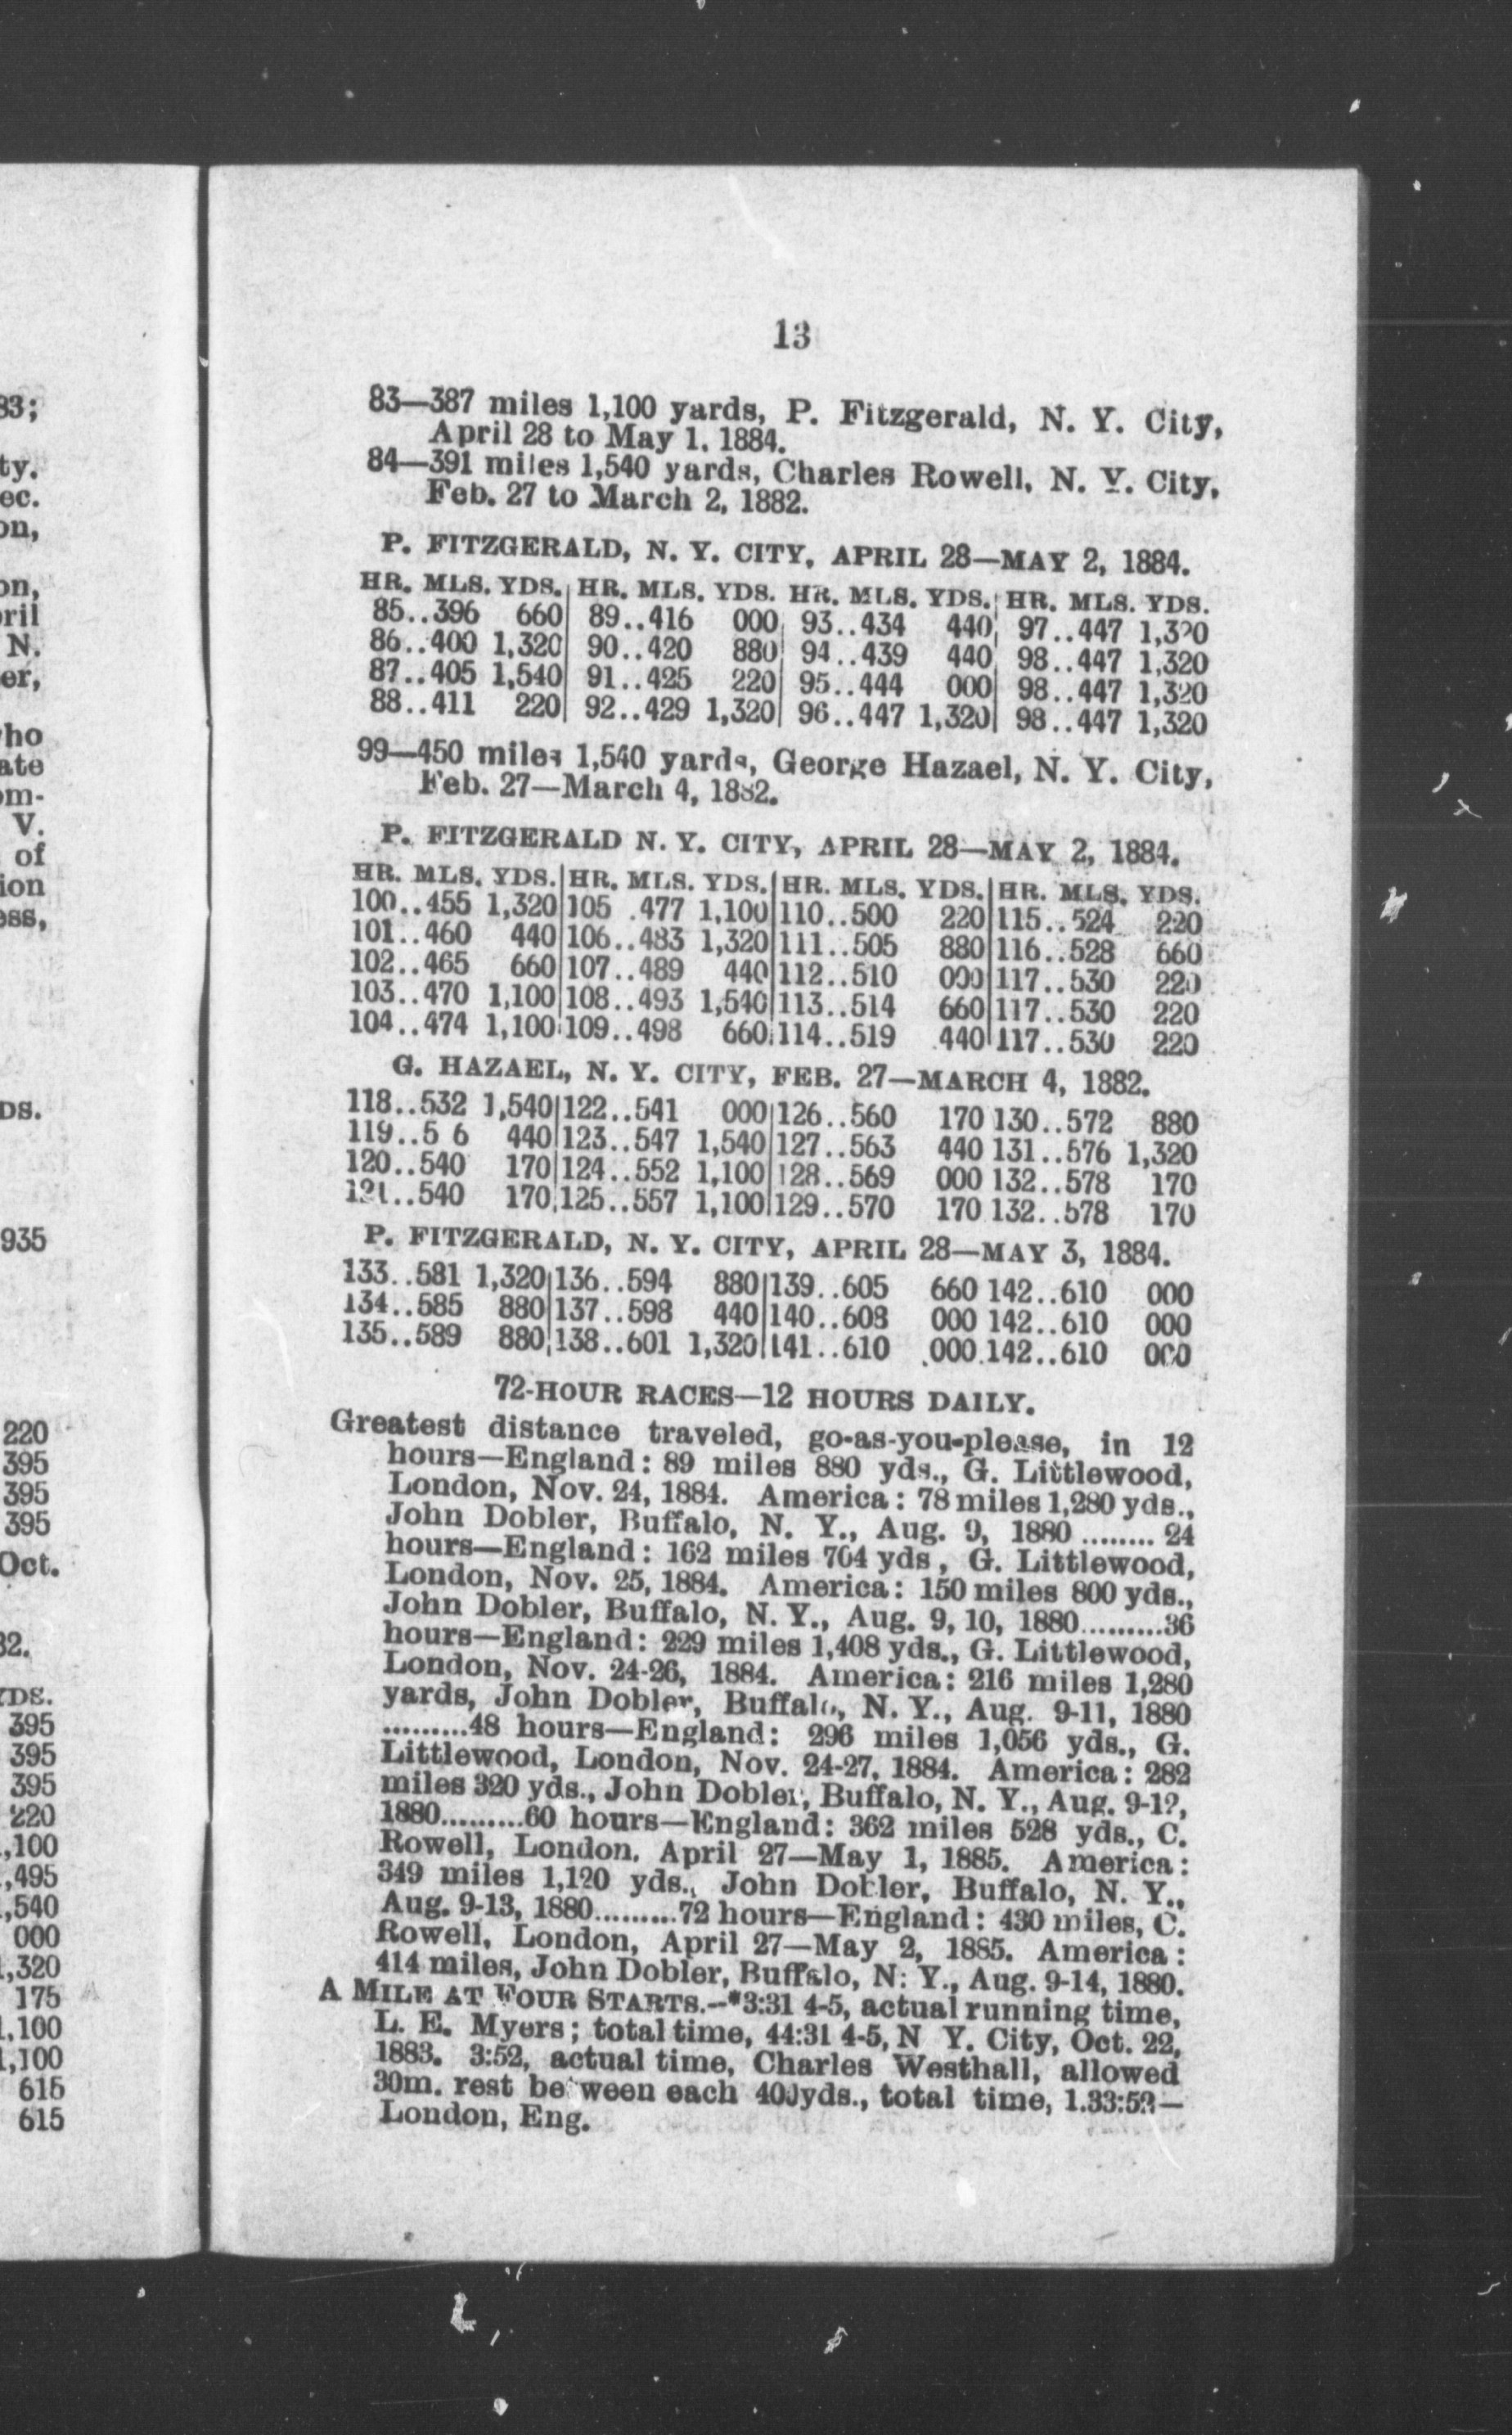 13
83—387 miles 1,100 yards, P. Fitzgerald, N. Y. City,
April 28 to May 1. 1884.
84—391 miles 1,540 yards, Charles Rowell, N. Y. City,
Feb. 27 to March 2, 1882.
P. FITZGERALD, N. Y. CITY, APRIL 28—MAY 2, 1884.
HR. MLS. YDS. HR. MLS. YDS. HR. MLS. YDS. HR. MLS. YDS.
85..396 660 89..416 000 93..434 440 97..447 1,320
86..400 1,320 90..420 880 94..439 440 98..447 1,320
87..405 1,540 91..425 220 95..444 000 98..447 1,320
88..411 220 92..429 1,320 96..447 1,320 98..447 1,320
99—450 miles 1,540 yards, George Hazael, N. Y. City,
Feb. 27—March 4, 1882.
P. FITZGERALD N. Y. CITY, APRIL 28—MAY 2, 1884.
HR. MLS. YDS. HR. MLS. YDS. HR. MLS. YDS. HR. MLS. YDS.
100..455 1,320 105 .477 1,100 110..500 220 115..524 220
101..460 440 106..483 1,320 111..505 880 116..528 660
102..465 660 107..489 440 112..510 000 117..530 220
103..470 1,100 108..493 1,540 113..514 660 117..530 220
104..474 1,100 109..498 660 114..519 440 117..530 220
G. HAZAEL, N. Y. CITY, FEB. 27—MARCH 4, 1882.
118..532 1,540 122..541 000 126..560 170 130..572 880
119..5 6 440 123..547 1,540 127..563 440 131..576 1,320
120..540 170 124..552 1,100 128..569 000 132..578 170
121..540 170 125..557 1,100 129..570 170 132..578 170
P. FITZGERALD, N. Y. CITY, APRIL 28—MAY 3, 1884.
133..581 1,320 136..594 880 139..605 660 142..610 000
134..585 880 137..598 440 140..608 000 142..610 000
135..589 880 138..601 1,320 141..610 000 142..610 000
72-HOUR RACES—12 HOURS DAILY.
Greatest distance traveled, go-as-you-please, in 12
hours—England: 89 miles 880 yds., G. Littlewood,
London, Nov. 24, 1884. America: 78 miles 1,280 yds.,
John Dobler, Buffalo, N. Y., Aug. 9, 1880 ........ 24
hours—England: 162 miles 704 yds, G. Littlewood,
London, Nov. 25, 1884. America: 150 miles 800 yds.,
John Dobler, Buffalo, N. Y., Aug. 9, 10, 1880.........36
hours—England: 229 miles 1,408 yds., G. Littlewood,
London, Nov. 24-26, 1884. America: 216 miles 1,280
yards, John Dobler, Buffalo, N. Y., Aug. 9-11, 1880
.........48 hours—England: 296 miles 1,056 yds., G.
Littlewood, London, Nov. 24-27, 1884. America: 282
miles 320 yds., John Dobler, Buffalo, N. Y., Aug. 9-12,
1880.........60 hours—England: 362 miles 528 yds., C.
Rowell, London, April 27—May 1, 1885. America:
349 miles 1,120 yds., John Dobler, Buffalo, N. Y.,
Aug. 9-13, 1880.........72 hours—England: 430 miles, C.
Rowell, London, April 27—May 2, 1885. America:
414 miles, John Dobler, Buffalo, N. Y., Aug. 9-14, 1880.
A MILE AT FOUR STARTS.—*3:31 4-5, actual running time,
L. E. Myers; total time, 44:31 4-5, N Y. City, Oct. 22,
1883. 3:52, actual time, Charles Westhall, allowed
30m. rest between each 400yds., total time, 1.33:52—
London, Eng.